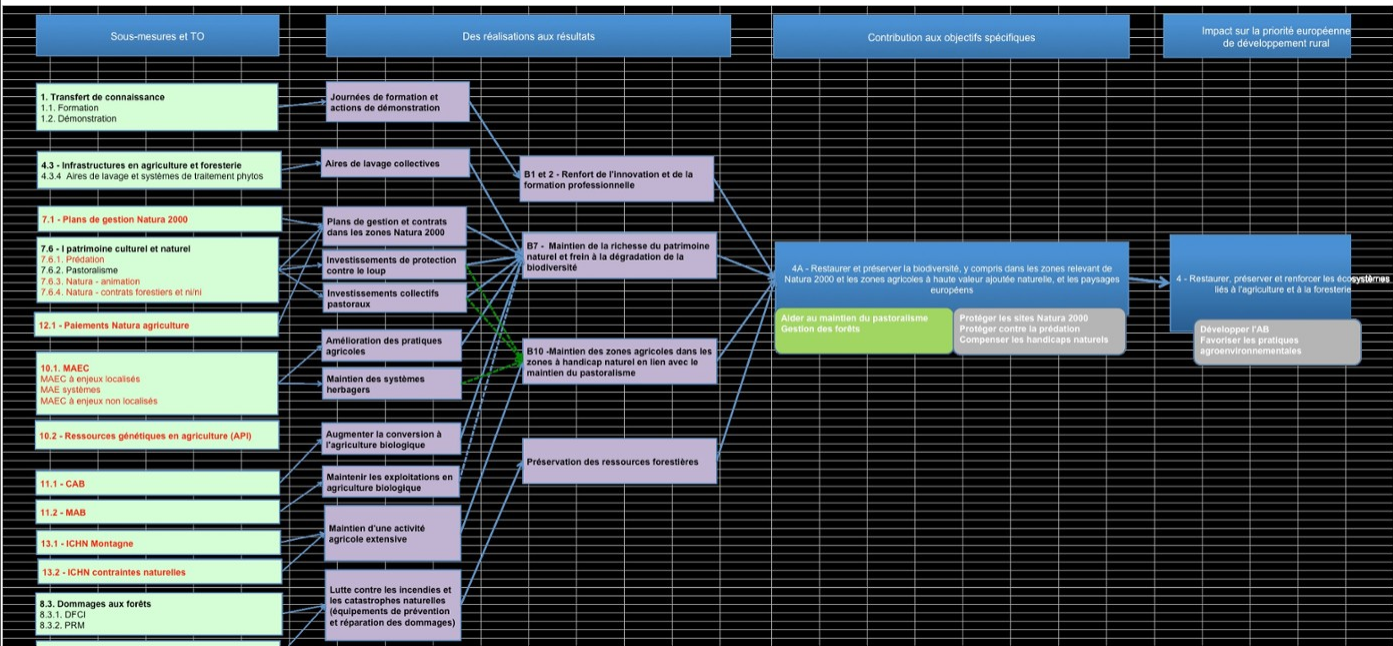 Sous-mesures et TO
Des réalisations aux résultats
Contribution aux objectifs spécifiques
Impact sur la priorité européenne
de développement rural
1. Transfert de connaissance
1.1. Formation
1.2. Démonstration
4.3 - Infrastructures en agriculture et foresterie
4.3.4 Aires de lavage et systèmes de traitement phytos
7.1 - Plans de gestion Natura 2000
7.6 - l patrimoine culturel et naturel
7.6.1. Prédation
7.6.2. Pastoralisme
7.6.3. Natura - animation
7.6.4. Natura - contrats forestiers et ni/ni
12.1 - Paiements Natura agriculture
10.1. MAEC
MAEC à enjeux localisés
MAE systèmes
MAEC à enjeux non localisés
10.2 - Ressources génétiques en agriculture (API)
11.1 - CAB
11.2 - MAB
13.1 - ICHN Montagne
13.2 - ICHN contraintes naturelles
8.3. Dommages aux forêts
8.3.1. DFCI
8.3.2. PRM
Journées de formation et
actions de démonstration
Aires de lavage collectives
Plans de gestion et contrats
dans les zones Natura 2000
Investissements de protection
contre le loup
Investissements collectifs
pastoraux
Amélioration des pratiques
agricoles
Maintien des systèmes
herbagers
Augmenter la conversion à
l'agriculture biologique
Maintenir les exploitations en
agriculture biologique
Maintien d'une activité
agricole extensive
Lutte contre les incendies et
les catastrophes naturelles
(équipements de prévention
et réparation des dommages)
B1 et 2 - Renfort de l'innovation et de la
formation professionnelle
B7 - Maintien de la richesse du patrimoine
naturel et frein à la dégradation de la
biodiversité
B10 -Maintien des zones agricoles dans les
zones à handicap naturel en lien avec le
maintien du pastoralisme
Préservation des ressources forestières
4A - Restaurer et préserver la biodiversité, y compris dans les zones relevant de
Natura 2000 et les zones agricoles à haute valeur ajoutée naturelle, et les paysages
européens
Aider au maintien du pastoralisme
Gestion des forêts
Protéger les sites Natura 2000
Protéger contre la prédation
Compenser les handicaps naturels
4 - Restaurer, préserver et renforcer les écosystèmes
liés à l'agriculture et à la foresterie
Développer l'AB
Favoriser les pratiques
agroenvironnementales